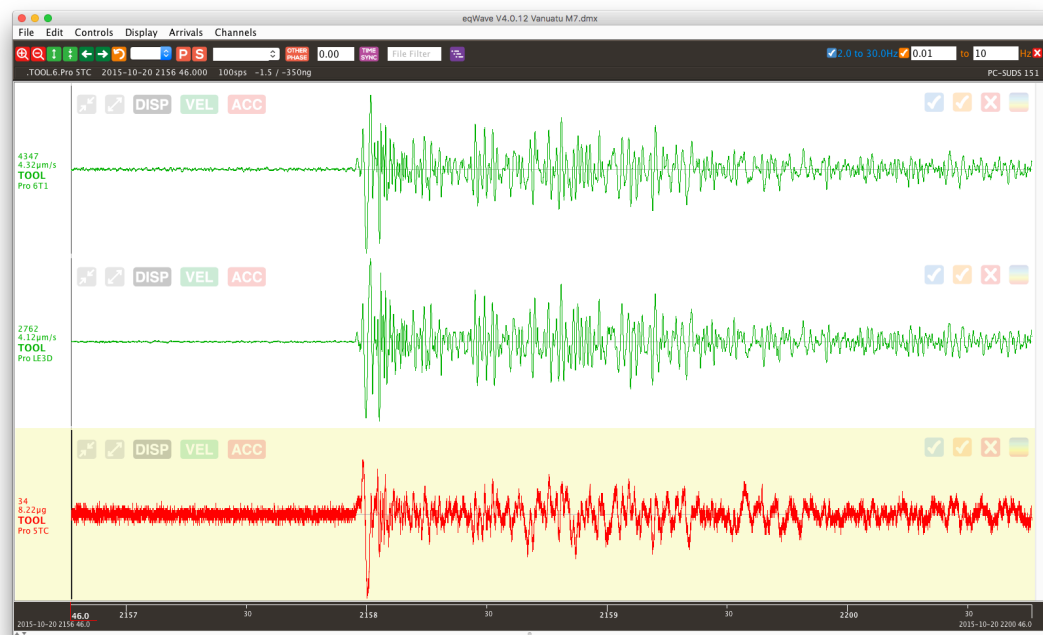 eqWave V4.0.12 Vanuatu M7.dmx
File Edit Controls Display Arrivals Channels
P S OTHER PHASE 0.00 TIME SYNC File Filter 2.0 to 30.0Hz 0.01 to 10 Hz
.TOOL.6.Pro 5TC 2015-10-20 2156 46.000 100sps -1.5 / -350ng PC-SUDS 151
DISP VEL ACC
4347
4.32µm/s
TOOL
Pro 6T1
DISP VEL ACC
2762
4.12µm/s
TOOL
Pro LE3D
DISP VEL ACC
34
8.22µg
TOOL
Pro 5TC
46.0 2157 30 2158 30 2159 30 2200 30
2015-10-20 2156 46.0 2015-10-20 2200 46.0